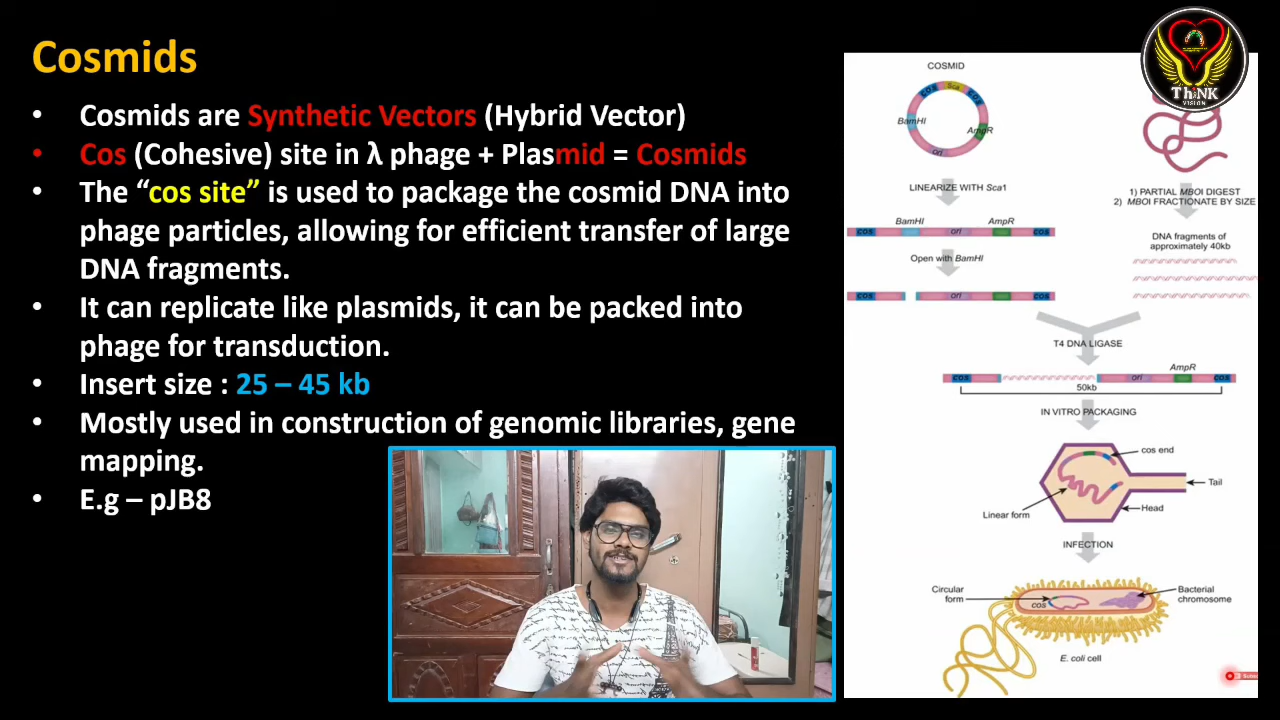 Cosmids
• Cosmids are Synthetic Vectors (Hybrid Vector)
• Cos (Cohesive) site in λ phage + Plasmid = Cosmids
• The “cos site” is used to package the cosmid DNA into
phage particles, allowing for efficient transfer of large
DNA fragments.
• It can replicate like plasmids, it can be packed into
phage for transduction.
• Insert size : 25 – 45 kb
• Mostly used in construction of genomic libraries, gene
mapping.
• E.g – pJB8
ThiNK
VISION
COSMID
cos
Sca
cos
BamHI
AmpR
ori
LINEARIZE WITH Sca1
1) PARTIAL MBOI DIGEST
2) MBOI FRACTIONATE BY SIZE
BamHI
AmpR
cos
ori
cos
DNA fragments of
approximately 40kb
Open with BamHI
cos
ori
cos
T4 DNA LIGASE
AmpR
cos
ori
cos
50kb
IN VITRO PACKAGING
cos end
Tail
Linear form
Head
INFECTION
Circular
form
cos
Bacterial
chromosome
E. coli cell